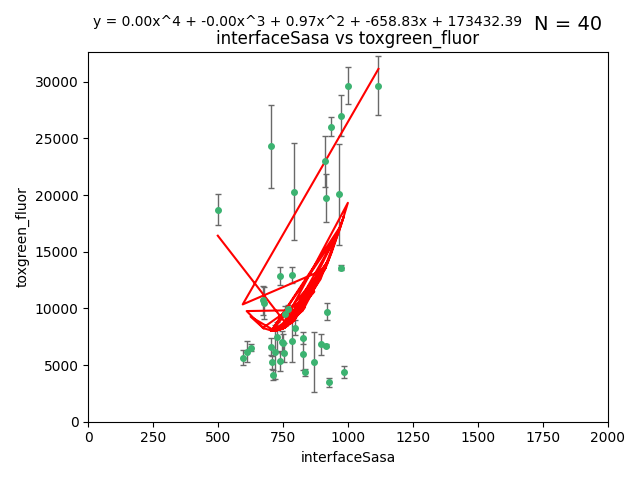 y = 0.00x^4 + -0.00x^3 + 0.97x^2 + -658.83x + 173432.39
N = 40
interfaceSasa vs toxgreen_fluor
30000
25000
20000
15000
10000
5000
0
toxgreen_fluor
0 250 500 750 1000 1250 1500 1750 2000
interfaceSasa